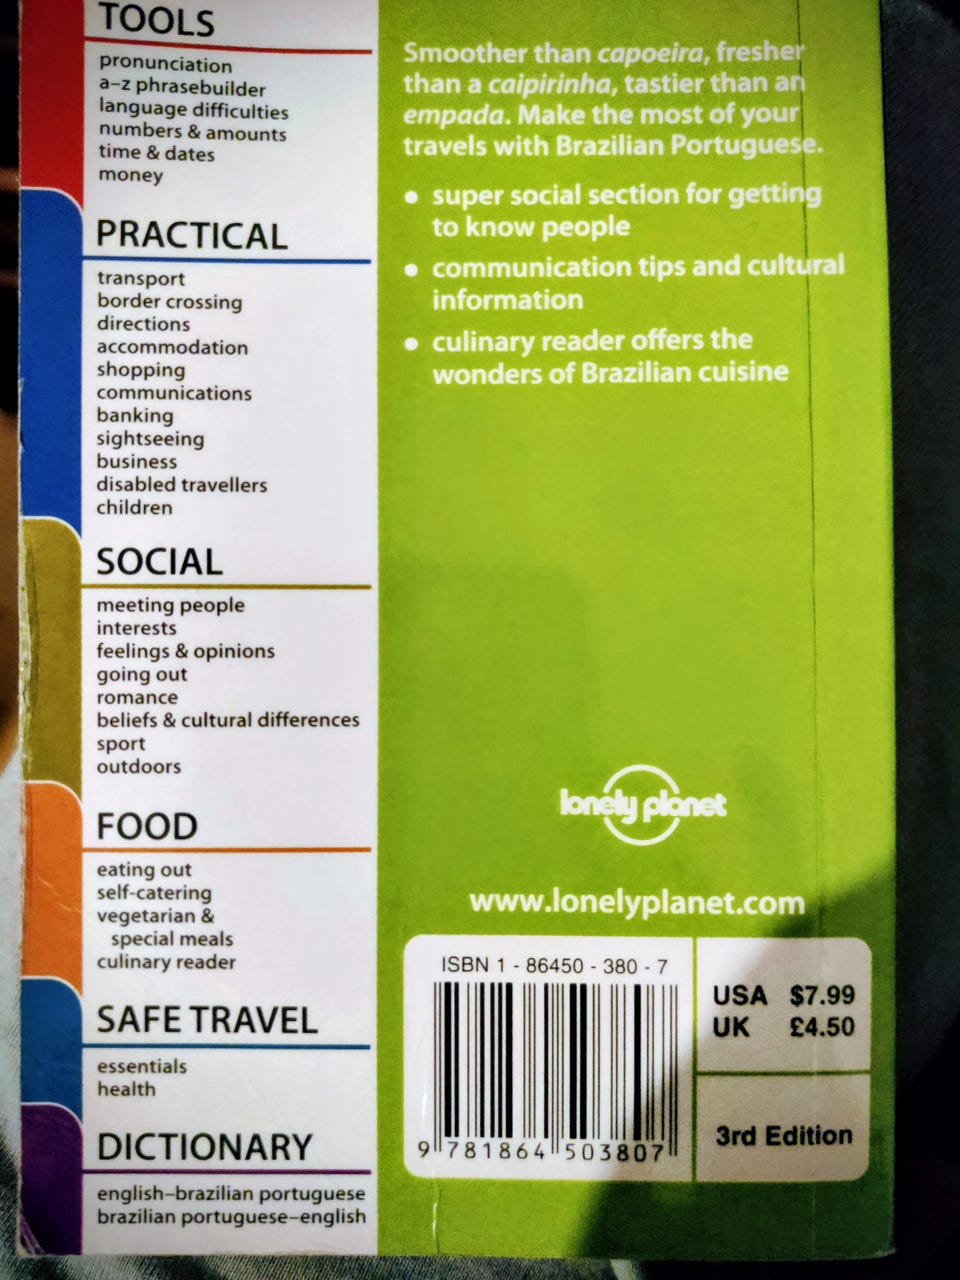 TOOLS
pronunciation
a–z phrasebuilder
language difficulties
numbers & amounts
time & dates
money
PRACTICAL
transport
border crossing
directions
accommodation
shopping
communications
banking
sightseeing
business
disabled travellers
children
SOCIAL
meeting people
interests
feelings & opinions
going out
romance
beliefs & cultural differences
sport
outdoors
FOOD
eating out
self-catering
vegetarian &
special meals
culinary reader
SAFE TRAVEL
essentials
health
DICTIONARY
english–brazilian portuguese
brazilian portuguese–english
Smoother than capoeira, fresher
than a caipirinha, tastier than an
empada. Make the most of your
travels with Brazilian Portuguese.
• super social section for getting
to know people
• communication tips and cultural
information
• culinary reader offers the
wonders of Brazilian cuisine
lonely planet
www.lonelyplanet.com
ISBN 1 - 86450 - 380 - 7
9 781864 503807
USA $7.99
UK £4.50
3rd Edition